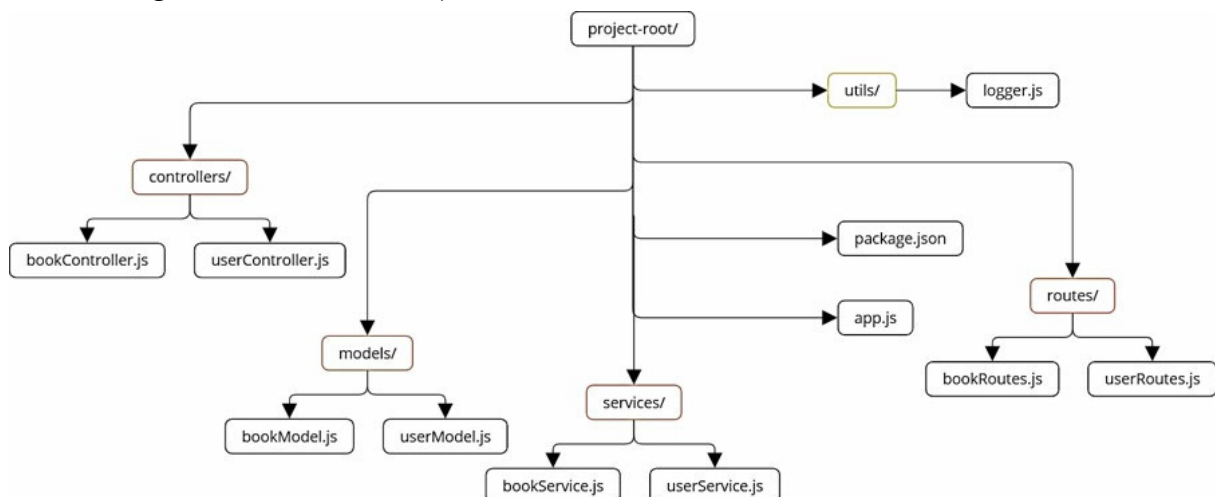 project-root/
utils/
logger.js
controllers/
bookController.js
userController.js
package.json
routes/
app.js
models/
bookRoutes.js
userRoutes.js
services/
bookModel.js
userModel.js
bookService.js
userService.js